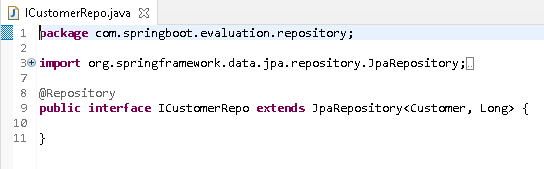 ICustomerRepo.java
1 package com.springboot.evaluation.repository;
2
3 import org.springframework.data.jpa.repository.JpaRepository;
7
8 @Repository
9 public interface ICustomerRepo extends JpaRepository<Customer, Long> {
10
11 }